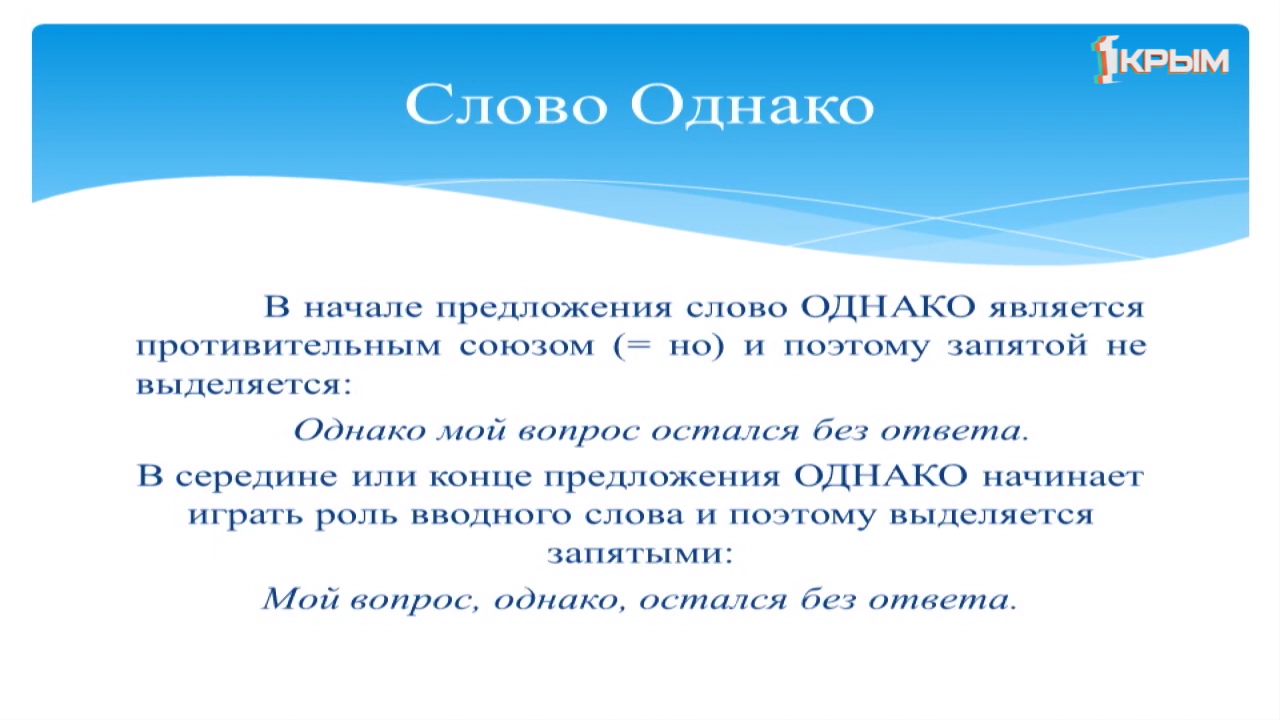 1КРЫМ
Слово Однако
В начале предложения слово ОДНАКО является
противительным союзом (= но) и поэтому запятой не
выделяется:
Однако мой вопрос остался без ответа.
В середине или конце предложения ОДНАКО начинает
играть роль вводного слова и поэтому выделяется
запятыми:
Мой вопрос, однако, остался без ответа.